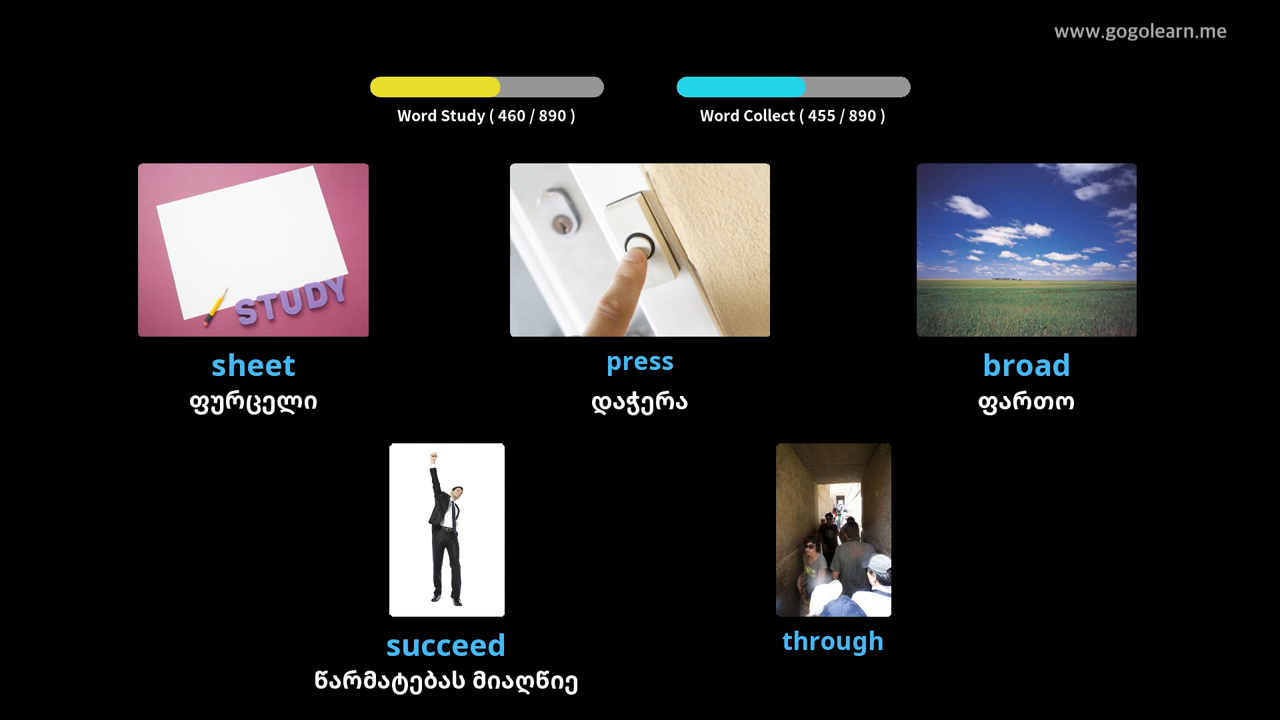 www.gogolearn.me
Word Study ( 460 / 890 )
Word Collect ( 455 / 890 )
STUDY
sheet
ფურცელი
press
დაჭერა
broad
ფართო
succeed
წარმატებას მიაღწიე
through